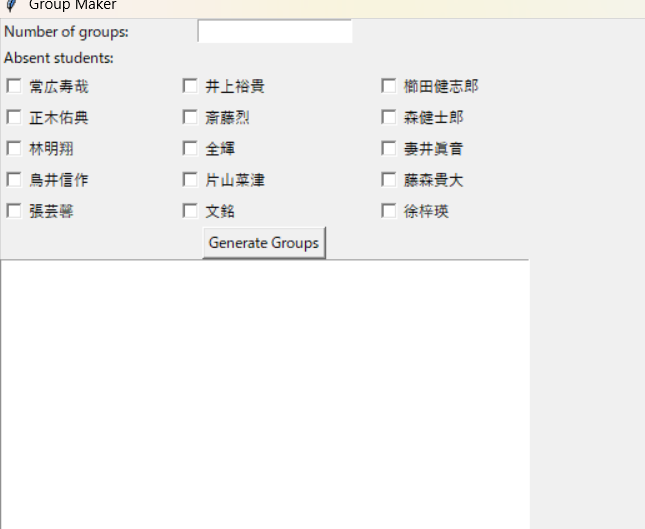 Group Maker
Number of groups:
Absent students:
常広寿哉 井上裕貴 櫛田健志郎
正木佑典 斎藤烈 森健士郎
林明翔 全輝 妻井眞音
鳥井信作 片山菜津 藤森貴大
張芸馨 文銘 徐梓瑛
Generate Groups